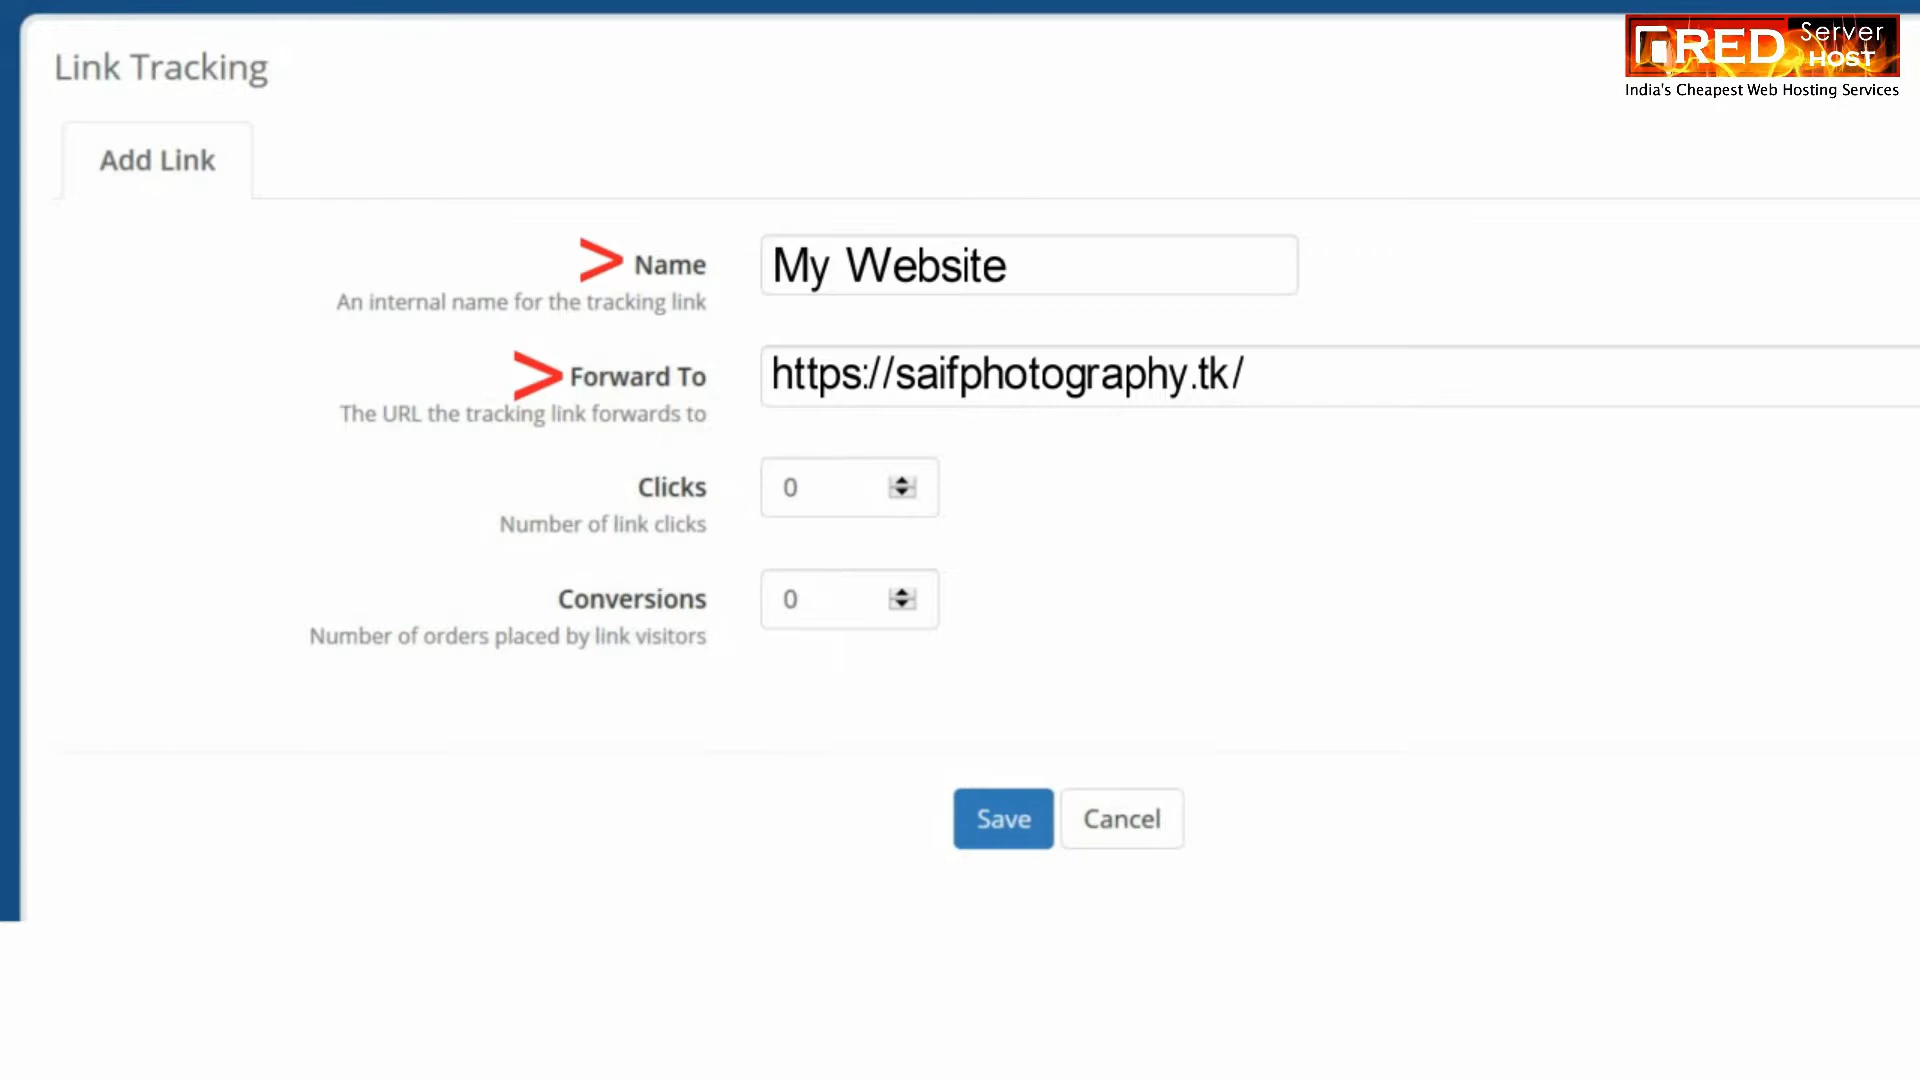 Link Tracking
RED Server HOST
India's Cheapest Web Hosting Services
Add Link
> Name
My Website
An internal name for the tracking link
> Forward To
https://saifphotography.tk/
The URL the tracking link forwards to
Clicks
0
Number of link clicks
Conversions
0
Number of orders placed by link visitors
Save
Cancel